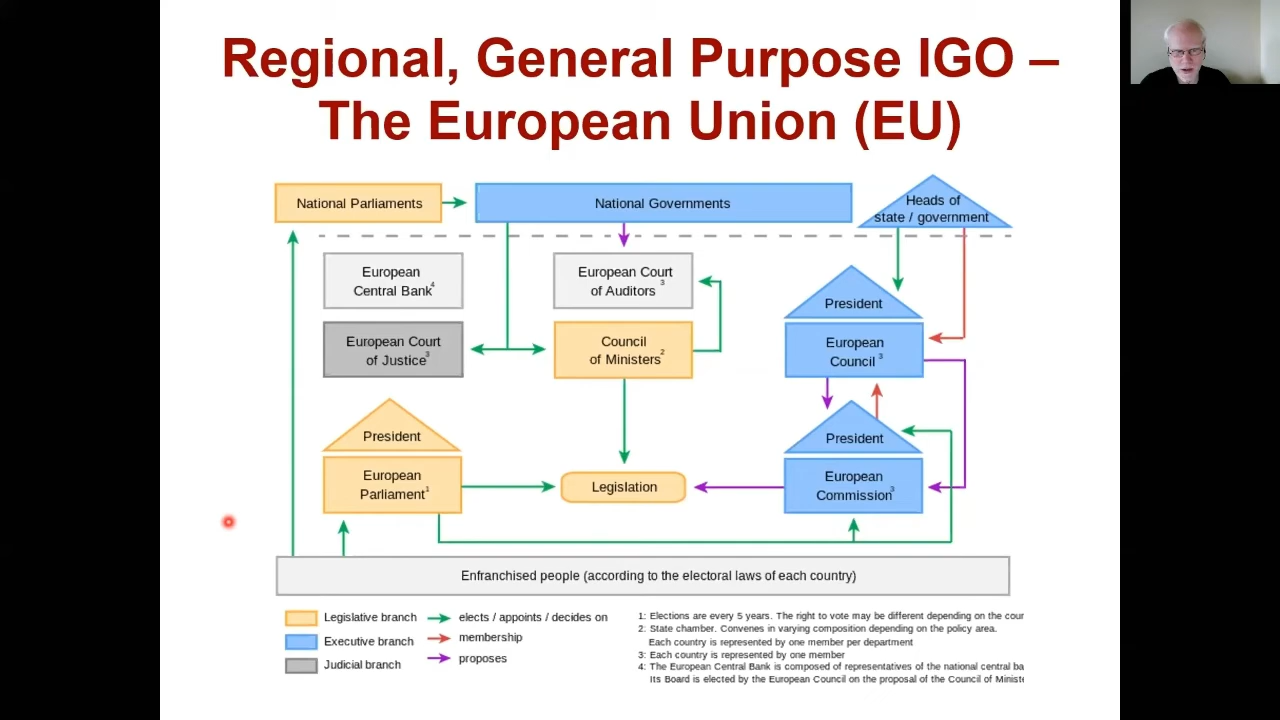 Regional, General Purpose IGO –
The European Union (EU)
National Parliaments
National Governments
Heads of
state / government
European
Central Bank4
European Court
of Auditors 3
President
European Court
of Justice3
Council
of Ministers2
European
Council 3
President
President
European
Parliament1
Legislation
European
Commission3
Enfranchised people (according to the electoral laws of each country)
Legislative branch
elects / appoints / decides on
Executive branch
membership
Judicial branch
proposes
1: Elections are every 5 years. The right to vote may be different depending on the cour
2: State chamber. Convenes in varying composition depending on the policy area.
Each country is represented by one member per department
3: Each country is represented by one member
4: The European Central Bank is composed of representatives of the national central ba
Its Board is elected by the European Council on the proposal of the Council of Ministe